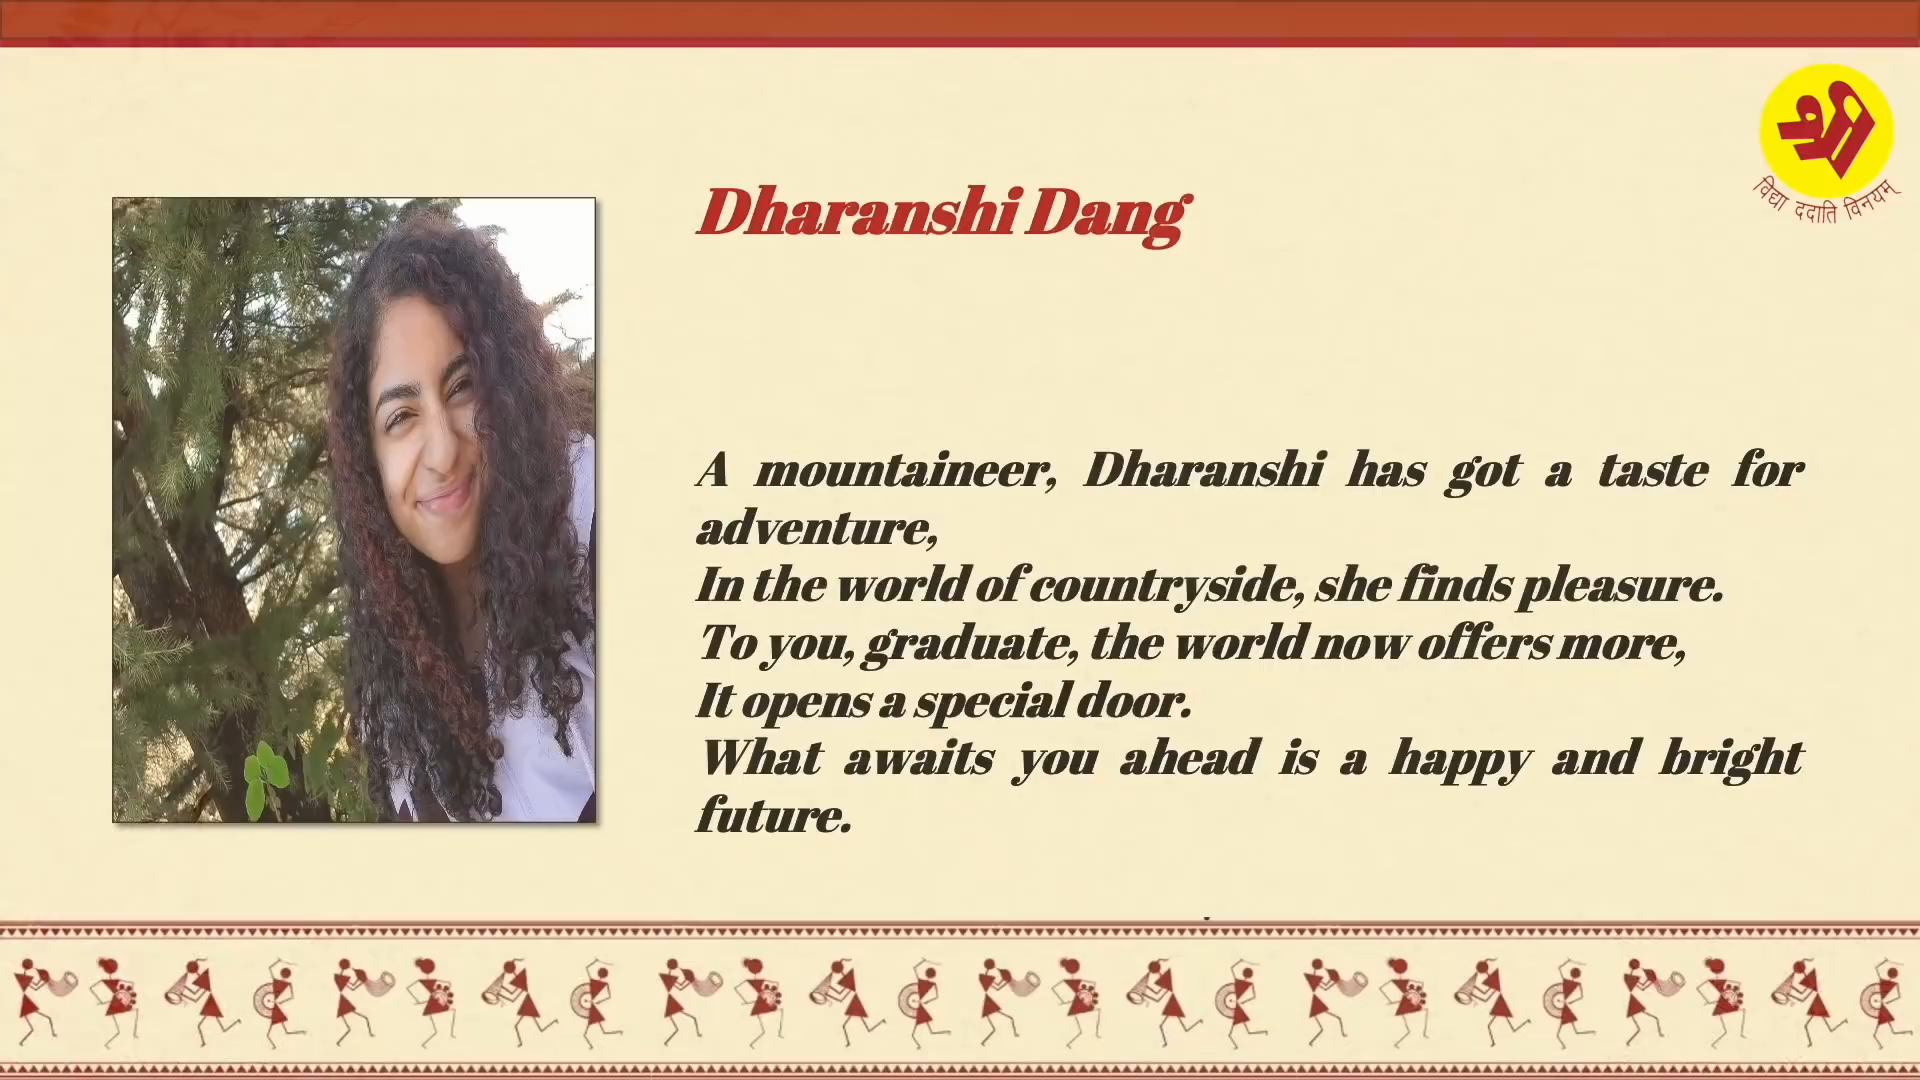 श्री
विद्या ददाति विनयम्
Dharanshi Dang
A mountaineer, Dharanshi has got a taste for
adventure,
In the world of countryside, she finds pleasure.
To you, graduate, the world now offers more,
It opens a special door.
What awaits you ahead is a happy and bright
future.